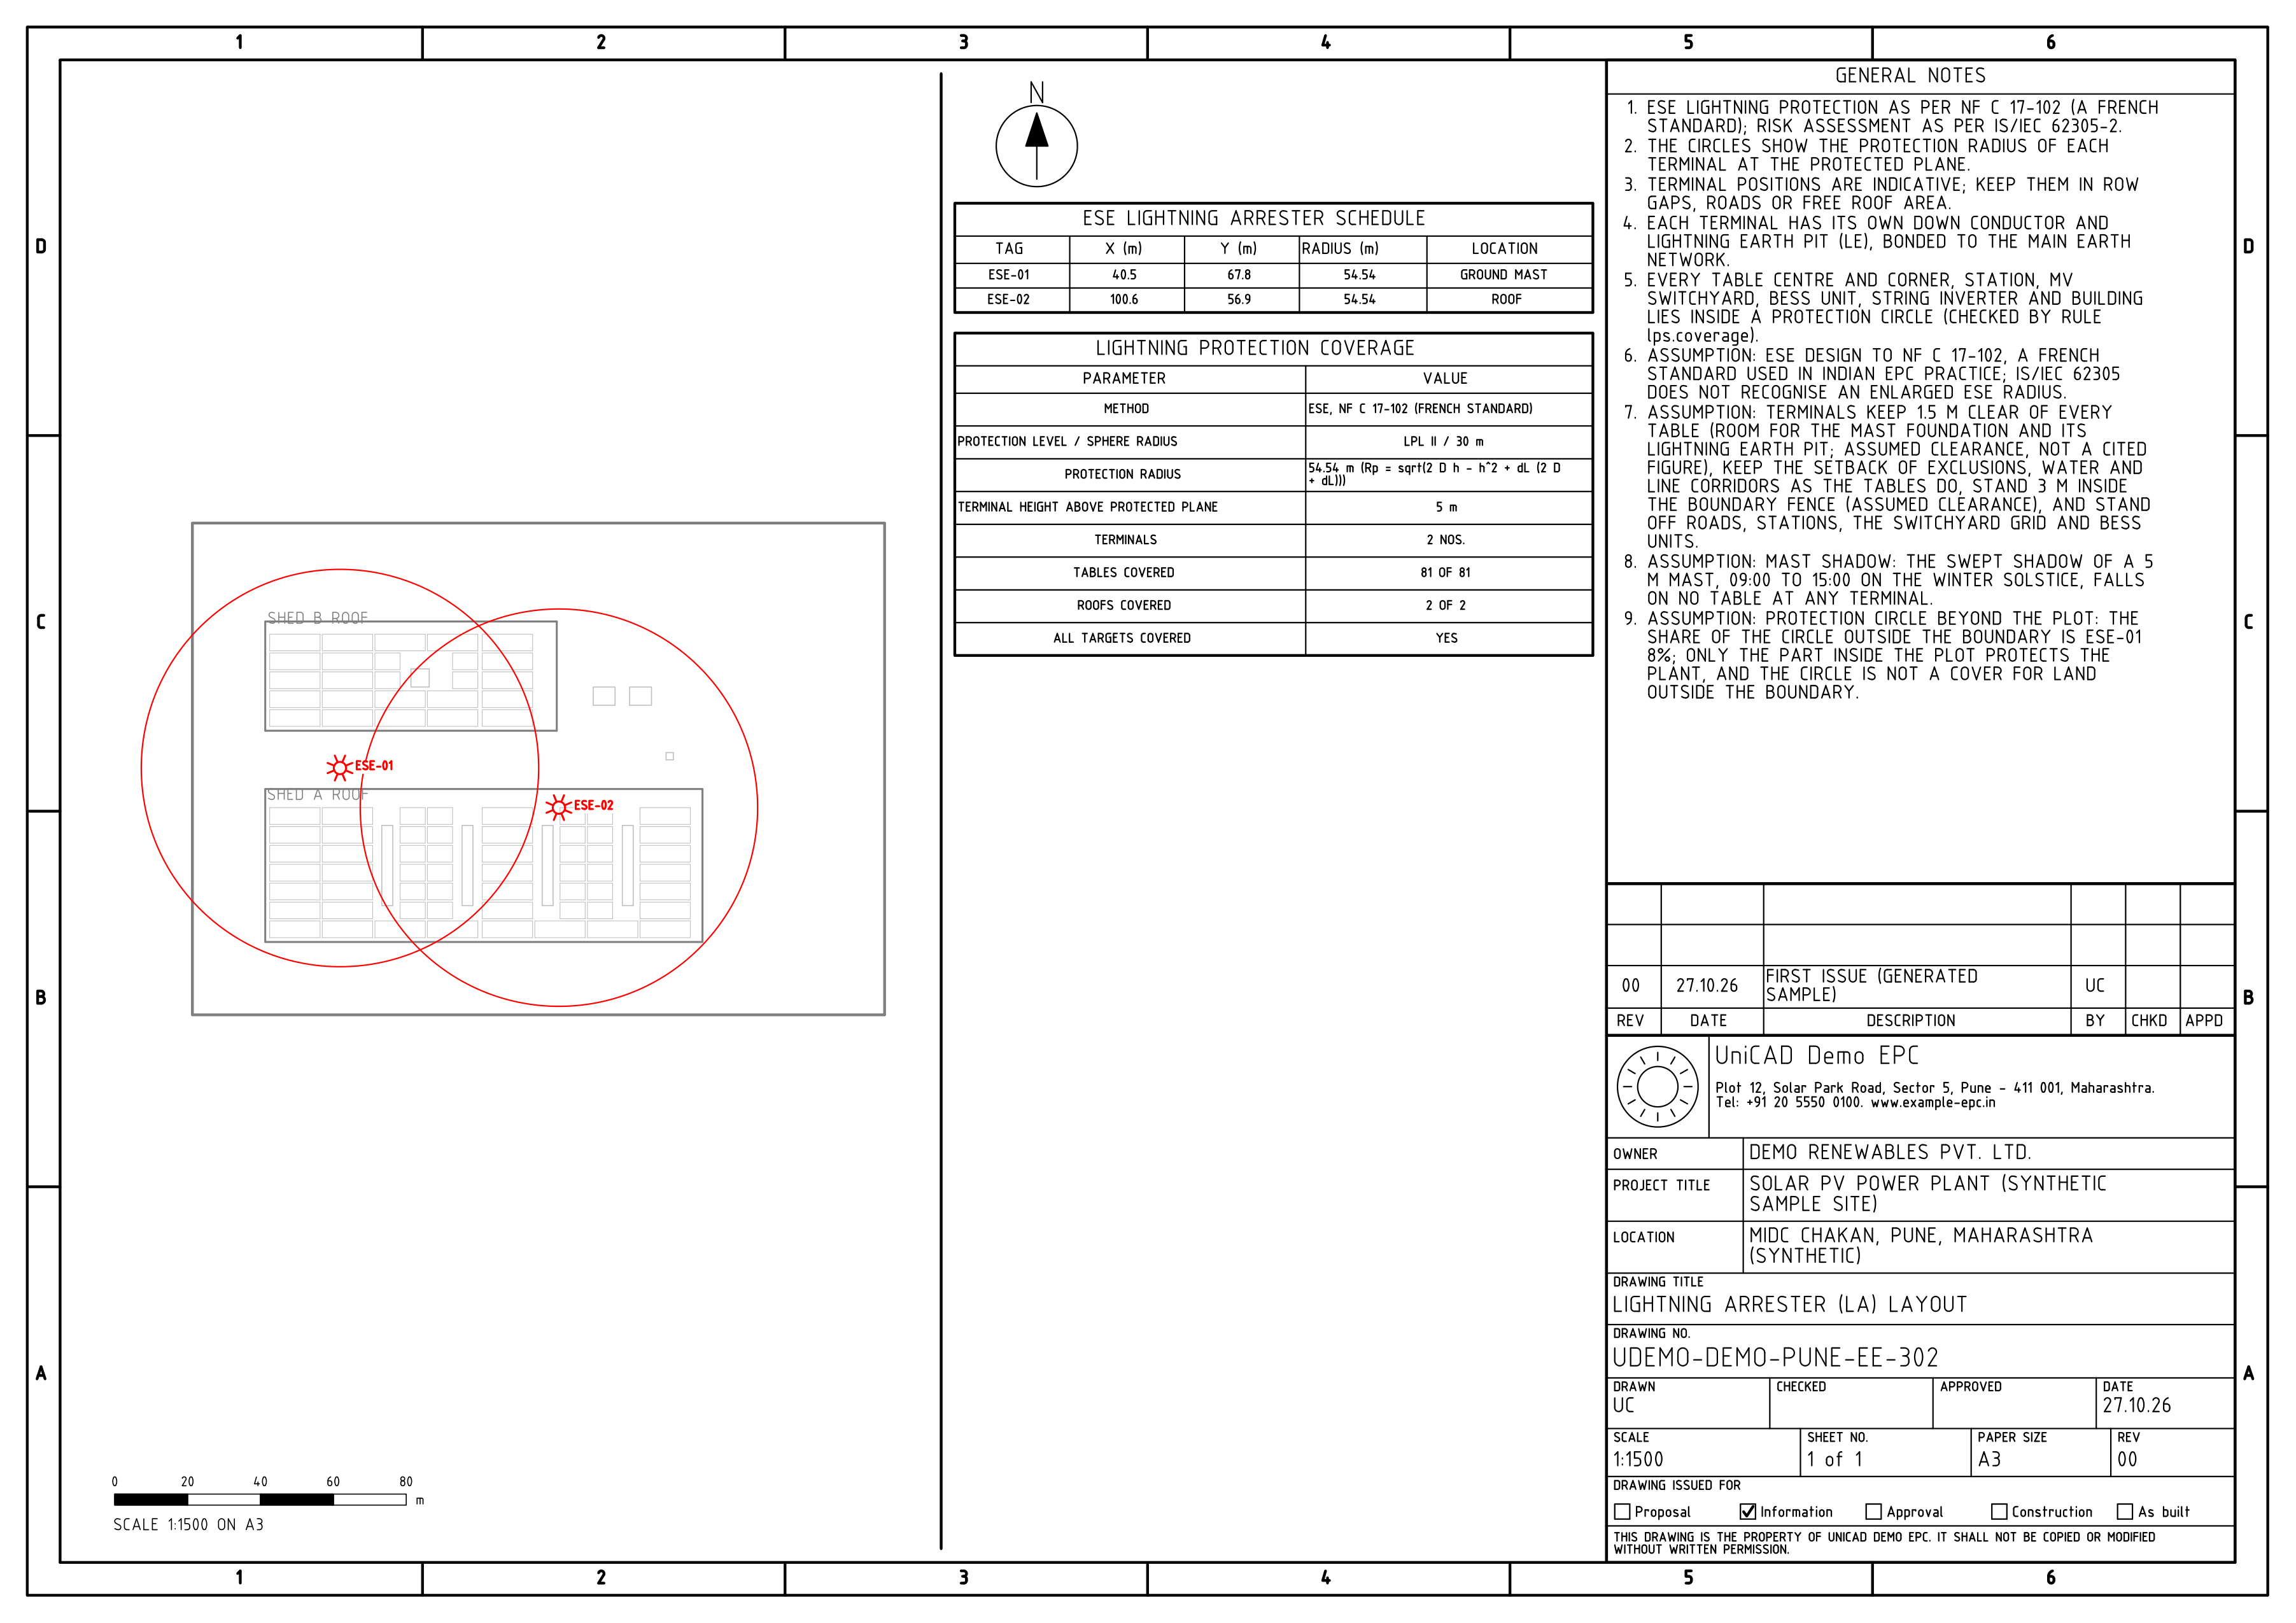 1 2 3 4 5 6
D
C
B
A
N
SHED B ROOF
ESE-01
SHED A ROOF
ESE-02
0 20 40 60 80 m
SCALE 1:1500 ON A3
ESE LIGHTNING ARRESTER SCHEDULE
TAG X (m) Y (m) RADIUS (m) LOCATION
ESE-01 40.5 67.8 54.54 GROUND MAST
ESE-02 100.6 56.9 54.54 ROOF
LIGHTNING PROTECTION COVERAGE
PARAMETER VALUE
METHOD ESE, NF C 17-102 (FRENCH STANDARD)
PROTECTION LEVEL / SPHERE RADIUS LPL II / 30 m
PROTECTION RADIUS 54.54 m (Rp = sqrt(2 D h - h^2 + dL (2 D
+ dL)))
TERMINAL HEIGHT ABOVE PROTECTED PLANE 5 m
TERMINALS 2 NOS.
TABLES COVERED 81 OF 81
ROOFS COVERED 2 OF 2
ALL TARGETS COVERED YES
GENERAL NOTES
1. ESE LIGHTNING PROTECTION AS PER NF C 17-102 (A FRENCH
STANDARD); RISK ASSESSMENT AS PER IS/IEC 62305-2.
2. THE CIRCLES SHOW THE PROTECTION RADIUS OF EACH
TERMINAL AT THE PROTECTED PLANE.
3. TERMINAL POSITIONS ARE INDICATIVE; KEEP THEM IN ROW
GAPS, ROADS OR FREE ROOF AREA.
4. EACH TERMINAL HAS ITS OWN DOWN CONDUCTOR AND
LIGHTNING EARTH PIT (LE), BONDED TO THE MAIN EARTH
NETWORK.
5. EVERY TABLE CENTRE AND CORNER, STATION, MV
SWITCHYARD, BESS UNIT, STRING INVERTER AND BUILDING
LIES INSIDE A PROTECTION CIRCLE (CHECKED BY RULE
lps.coverage).
6. ASSUMPTION: ESE DESIGN TO NF C 17-102, A FRENCH
STANDARD USED IN INDIAN EPC PRACTICE; IS/IEC 62305
DOES NOT RECOGNISE AN ENLARGED ESE RADIUS.
7. ASSUMPTION: TERMINALS KEEP 1.5 M CLEAR OF EVERY
TABLE (ROOM FOR THE MAST FOUNDATION AND ITS
LIGHTNING EARTH PIT; ASSUMED CLEARANCE, NOT A CITED
FIGURE), KEEP THE SETBACK OF EXCLUSIONS, WATER AND
LINE CORRIDORS AS THE TABLES DO, STAND 3 M INSIDE
THE BOUNDARY FENCE (ASSUMED CLEARANCE), AND STAND
OFF ROADS, STATIONS, THE SWITCHYARD GRID AND BESS
UNITS.
8. ASSUMPTION: MAST SHADOW: THE SWEPT SHADOW OF A 5
M MAST, 09:00 TO 15:00 ON THE WINTER SOLSTICE, FALLS
ON NO TABLE AT ANY TERMINAL.
9. ASSUMPTION: PROTECTION CIRCLE BEYOND THE PLOT: THE
SHARE OF THE CIRCLE OUTSIDE THE BOUNDARY IS ESE-01
8%; ONLY THE PART INSIDE THE PLOT PROTECTS THE
PLANT, AND THE CIRCLE IS NOT A COVER FOR LAND
OUTSIDE THE BOUNDARY.
00 27.10.26 FIRST ISSUE (GENERATED
SAMPLE) UC
REV DATE DESCRIPTION BY CHKD APPD
UniCAD Demo EPC
Plot 12, Solar Park Road, Sector 5, Pune - 411 001, Maharashtra.
Tel: +91 20 5550 0100. www.example-epc.in
OWNER DEMO RENEWABLES PVT. LTD.
PROJECT TITLE SOLAR PV POWER PLANT (SYNTHETIC
SAMPLE SITE)
LOCATION MIDC CHAKAN, PUNE, MAHARASHTRA
(SYNTHETIC)
DRAWING TITLE
LIGHTNING ARRESTER (LA) LAYOUT
DRAWING NO.
UDEMO-DEMO-PUNE-EE-302
DRAWN CHECKED APPROVED DATE
UC 27.10.26
SCALE SHEET NO. PAPER SIZE REV
1:1500 1 of 1 A3 00
DRAWING ISSUED FOR
Proposal Information Approval Construction As built
THIS DRAWING IS THE PROPERTY OF UNICAD DEMO EPC. IT SHALL NOT BE COPIED OR MODIFIED
WITHOUT WRITTEN PERMISSION.
D
C
B
A
1 2 3 4 5 6